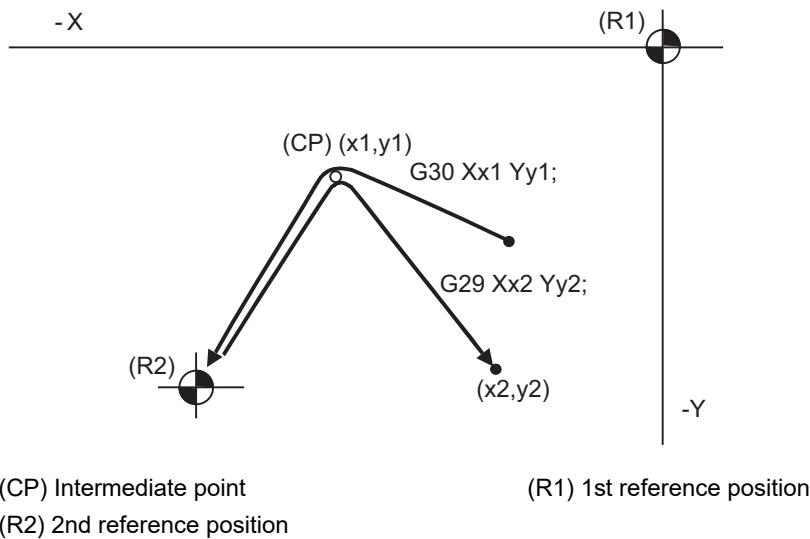 - X
(R1)
(CP) (x1,y1)
G30 Xx1 Yy1;
G29 Xx2 Yy2;
(R2)
(x2,y2)
-Y
(CP) Intermediate point
(R1) 1st reference position
(R2) 2nd reference position